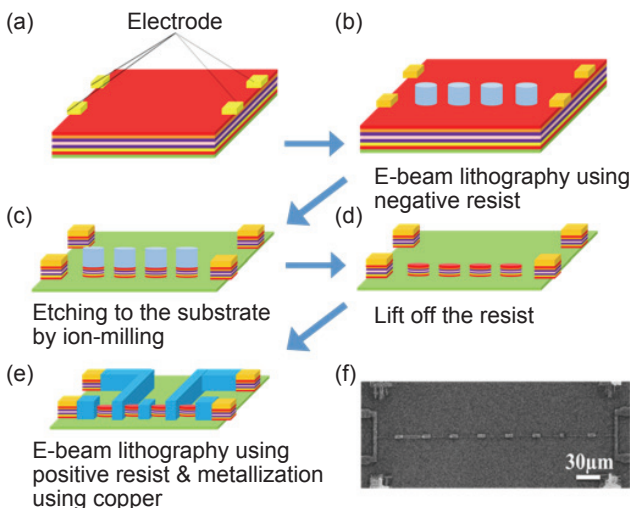 (a)
Electrode
(b)
E-beam lithography using
negative resist
(c)
Etching to the substrate
by ion-milling
(d)
Lift off the resist
(e)
E-beam lithography using
positive resist & metallization
using copper
(f)
30μm